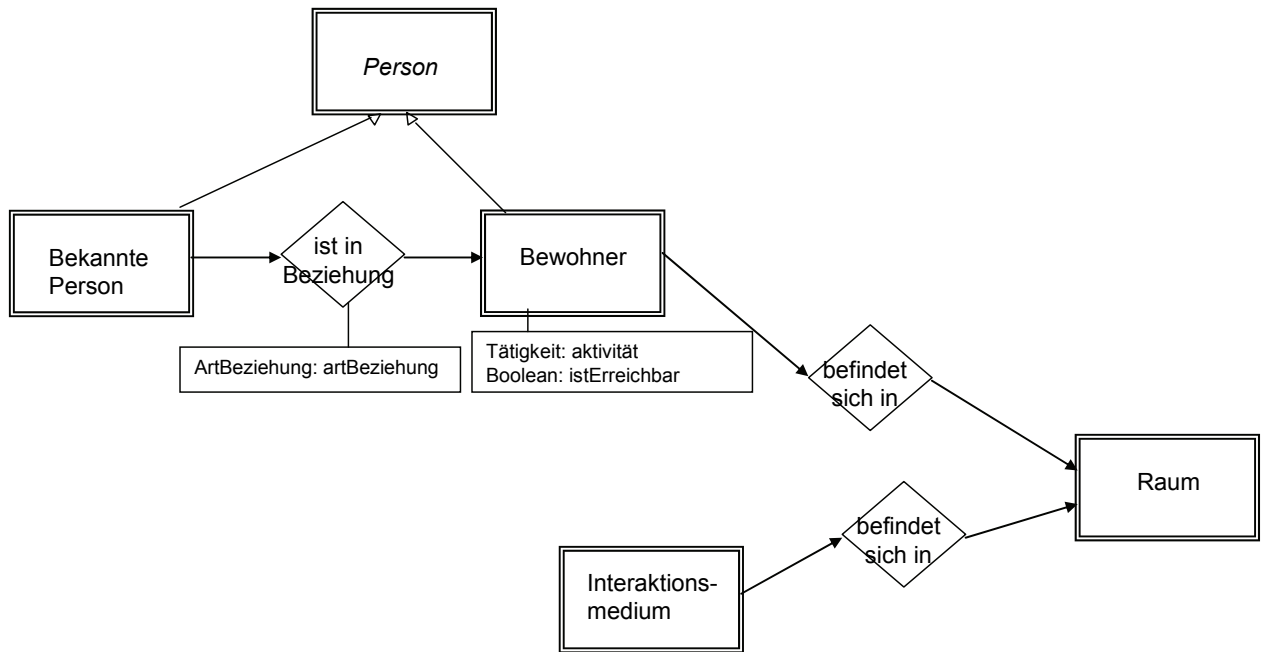 Person
Bekannte
Person
ist in
Beziehung
Bewohner
ArtBeziehung: artBeziehung
Tätigkeit: aktivität
Boolean: istErreichbar
befindet
sich in
Raum
befindet
sich in
Interaktions-
medium